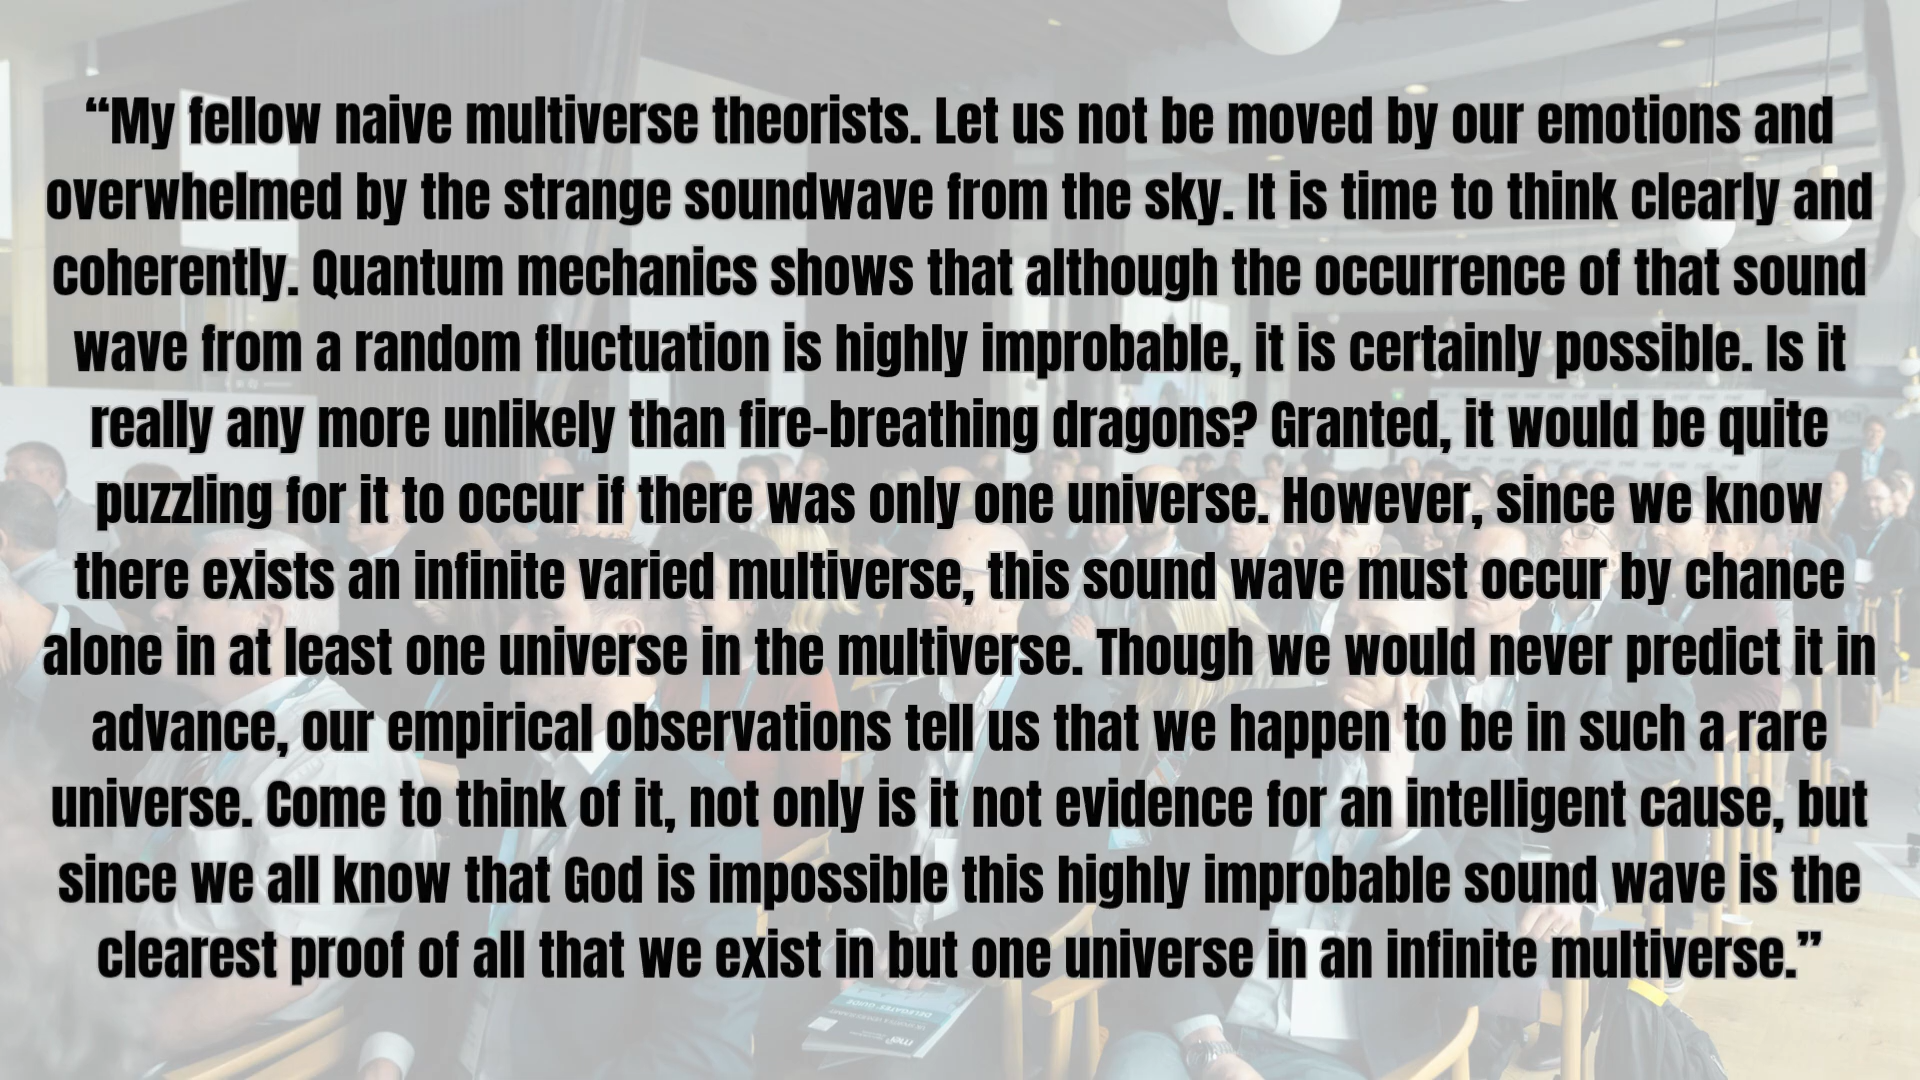 “My fellow naive multiverse theorists. Let us not be moved by our emotions and
overwhelmed by the strange soundwave from the sky. It is time to think clearly and
coherently. Quantum mechanics shows that although the occurrence of that sound
wave from a random fluctuation is highly improbable, it is certainly possible. Is it
really any more unlikely than fire-breathing dragons? Granted, it would be quite
puzzling for it to occur if there was only one universe. However, since we know
there exists an infinite varied multiverse, this sound wave must occur by chance
alone in at least one universe in the multiverse. Though we would never predict it in
advance, our empirical observations tell us that we happen to be in such a rare
universe. Come to think of it, not only is it not evidence for an intelligent cause, but
since we all know that God is impossible this highly improbable sound wave is the
clearest proof of all that we exist in but one universe in an infinite multiverse.”